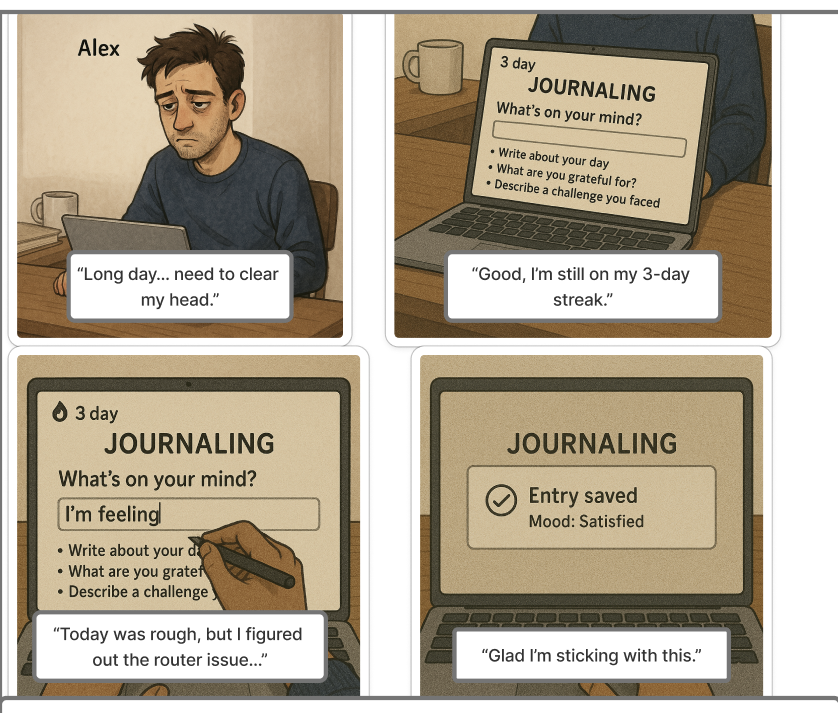 Alex
“Long day... need to clear
my head.”
3 day
JOURNALING
What’s on your mind?
• Write about your day
• What are you grateful for?
• Describe a challenge you faced
“Good, I’m still on my 3-day
streak.”
3 day
JOURNALING
What’s on your mind?
I’m feeling
• Write about your
• What are you
• Describe a challenge
“Today was rough, but I figured
out the router issue...”
JOURNALING
Entry saved
Mood: Satisfied
“Glad I’m sticking with this.”